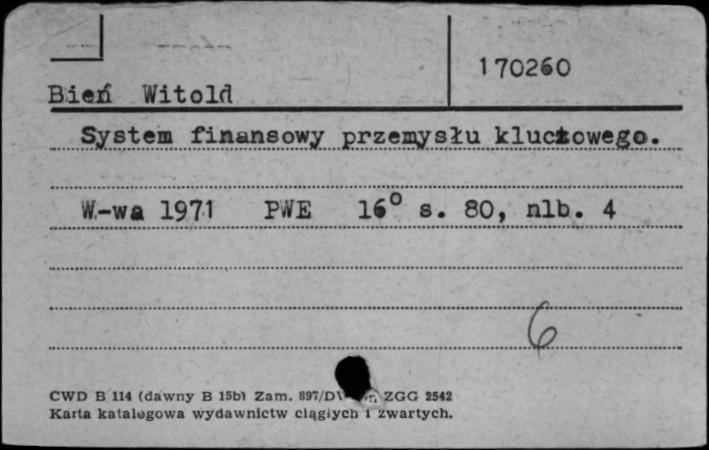 170260
Bień Witold
System finansowy przemysłu kluczowego.
W-wa 1971 PWE 16° s. 80, nlb. 4
6
CWD B 114 (dawny B 15b) Zam. 897/DW ZGG 2542
Karta katalogowa wydawnictw ciągłych i zwartych.